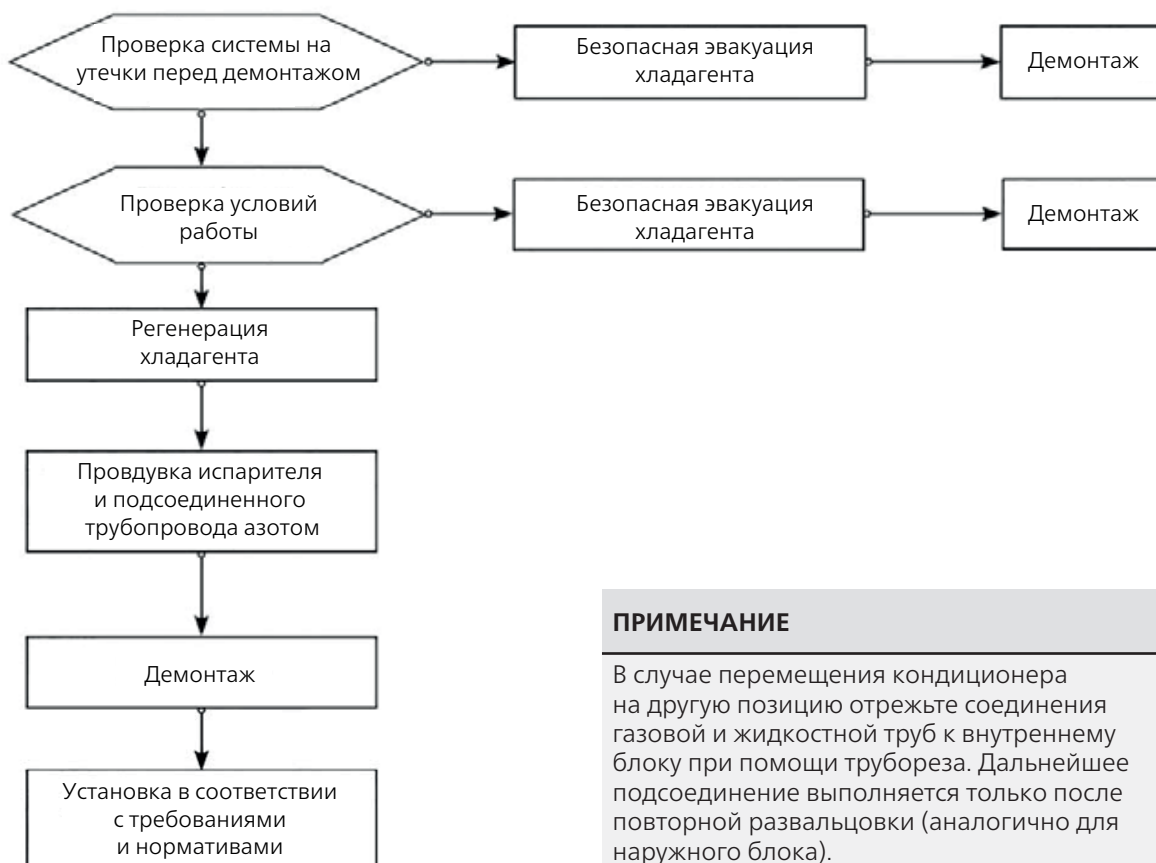 Проверка системы на
утечки перед демонтажом
Безопасная эвакуация
хладагента
Демонтаж
Проверка условий
работы
Безопасная эвакуация
хладагента
Демонтаж
Регенерация
хладагента
Провдувка испарителя
и подсоединенного
трубопровода азотом
Демонтаж
Установка в соответствии
с требованиями
и нормативами
ПРИМЕЧАНИЕ
В случае перемещения кондиционера
на другую позицию отрежьте соединения
газовой и жидкостной труб к внутреннему
блоку при помощи трубореза. Дальнейшее
подсоединение выполняется только после
повторной развальцовки (аналогично для
наружного блока).